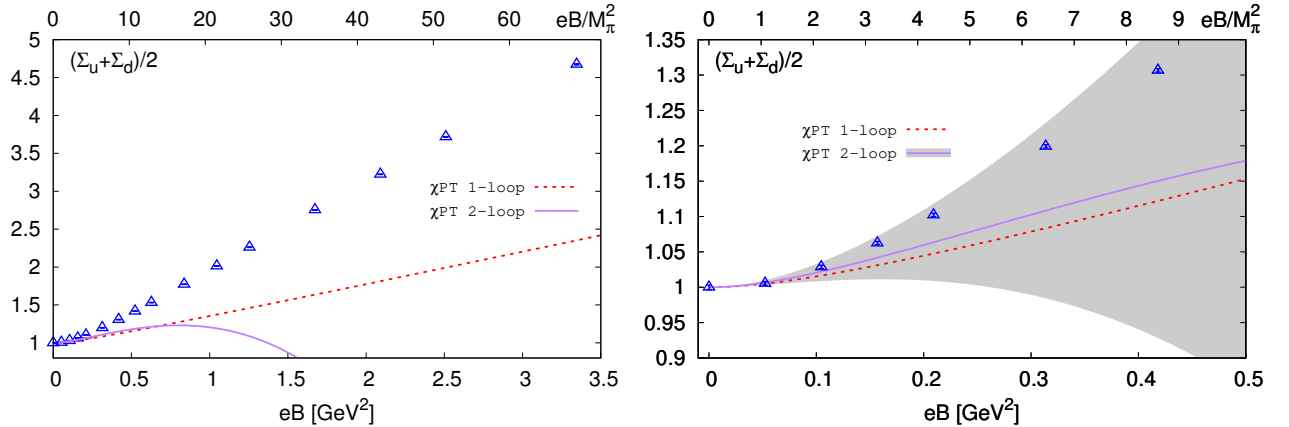 0 10 20 30 40 50 60 eB/M_π^2
5
4.5
4
3.5
3
2.5
2
1.5
1
(Σ_u+Σ_d)/2
χPT 1-loop
χPT 2-loop
0 0.5 1 1.5 2 2.5 3 3.5
eB [GeV^2]
0 1 2 3 4 5 6 7 8 9 eB/M_π^2
1.35
1.3
1.25
1.2
1.15
1.1
1.05
1
0.95
0.9
(Σ_u+Σ_d)/2
χPT 1-loop
χPT 2-loop
0 0.1 0.2 0.3 0.4 0.5
eB [GeV^2]